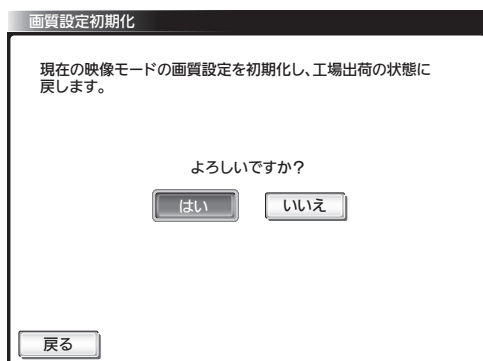 画質設定初期化
現在の映像モードの画質設定を初期化し、工場出荷の状態に
戻します。
よろしいですか？
はい いいえ
戻る